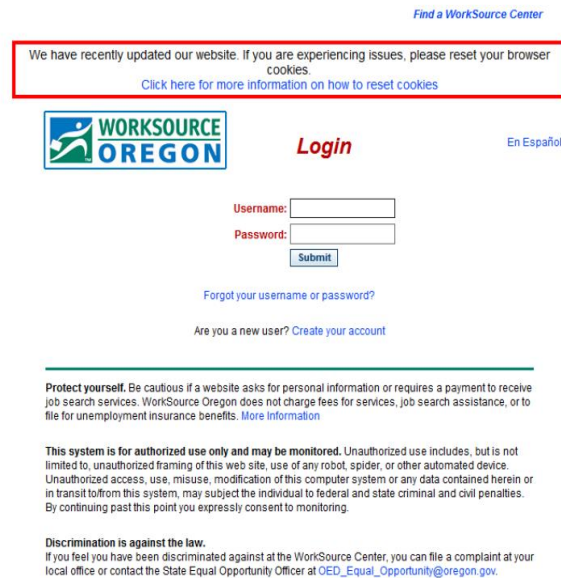 Find a WorkSource Center
We have recently updated our website. If you are experiencing issues, please reset your browser
cookies.
Click here for more information on how to reset cookies
WORKSOURCE
OREGON
Login
En Español
Username:
Password:
Submit
Forgot your username or password?
Are you a new user? Create your account
Protect yourself. Be cautious if a website asks for personal information or requires a payment to receive
job search services. WorkSource Oregon does not charge fees for services, job search assistance, or to
file for unemployment insurance benefits. More Information
This system is for authorized use only and may be monitored. Unauthorized use includes, but is not
limited to, unauthorized framing of this web site, use of any robot, spider, or other automated device.
Unauthorized access, use, misuse, modification of this computer system or any data contained herein or
in transit to/from this system, may subject the individual to federal and state criminal and civil penalties.
By continuing past this point you expressly consent to monitoring.
Discrimination is against the law.
If you feel you have been discriminated against at the WorkSource Center, you can file a complaint at your
local office or contact the State Equal Opportunity Officer at OED_Equal_Opportunity@oregon.gov.